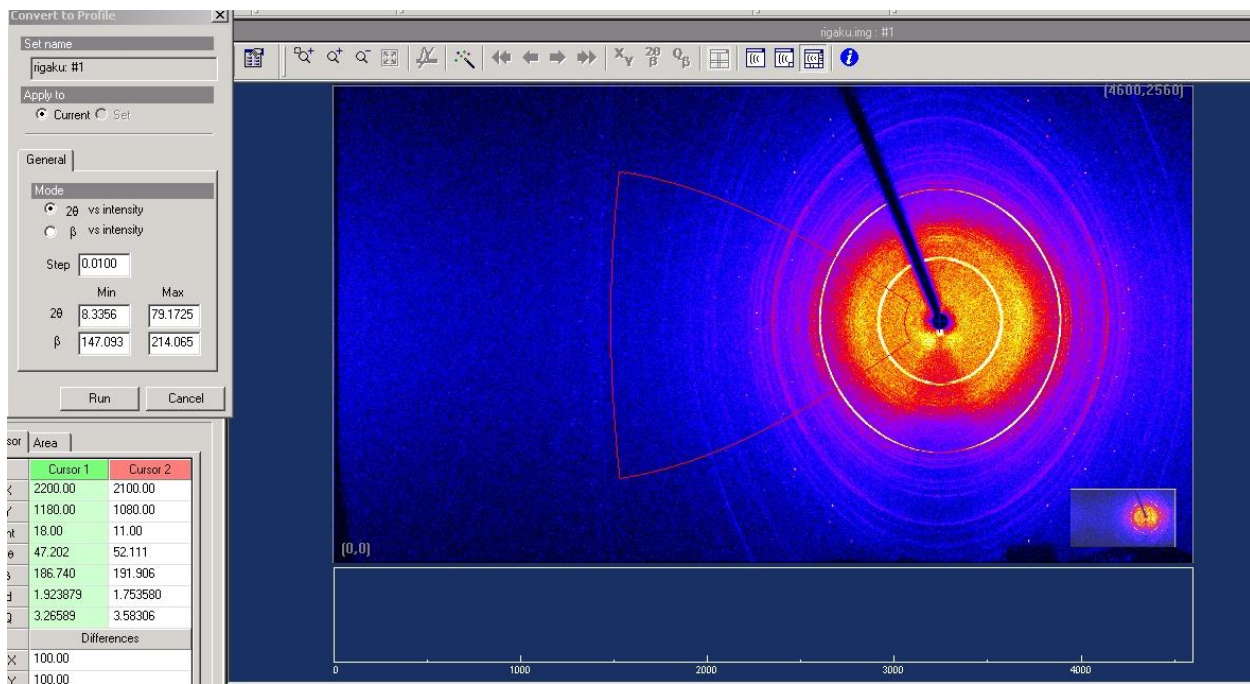 Convert to Profile
Set name
rigaku: #1
Apply to
Current
Set
General
Mode
2θ vs intensity
β vs intensity
Step 0.0100
Min Max
2θ 8.3356 79.1725
β 147.093 214.065
Run Cancel
Area
Cursor 1 Cursor 2
2200.00 2100.00
1180.00 1080.00
18.00 11.00
47.202 52.111
186.740 191.906
1.923879 1.753580
3.26589 3.58306
Differences
X 100.00
Y 100.00
rigaku.img : #1
XY 2θβ Qβ
[4600,2560]
[0,0]
0 1000 2000 3000 4000